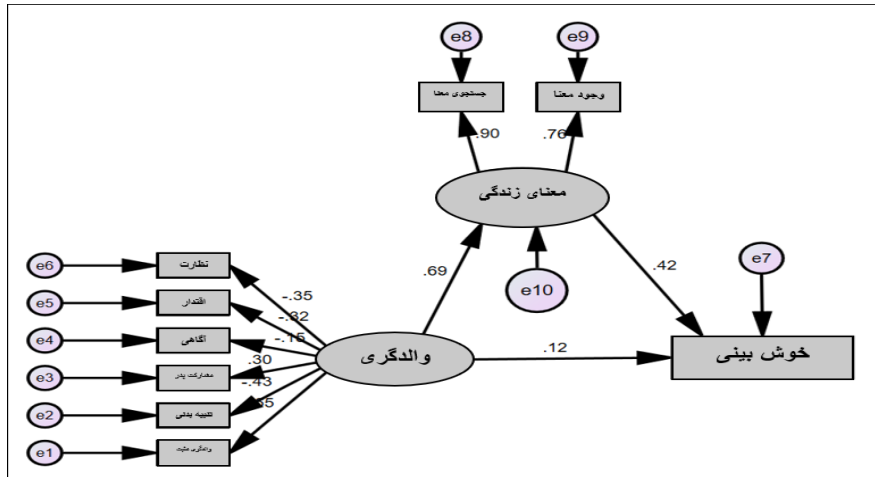 e8
e9
جستجوی معنا
وجود معنا
.90
.76
معنای زندگی
e6
نظارت
.69
.42
e7
e5
اقتدار
-.35
e10
-.32
e4
آگاهی
-.15
والدگری
.12
خوش بینی
e3
مشارکت پدر
.30
-.43
e2
تنبیه بدنی
e1
والدگری مثبت